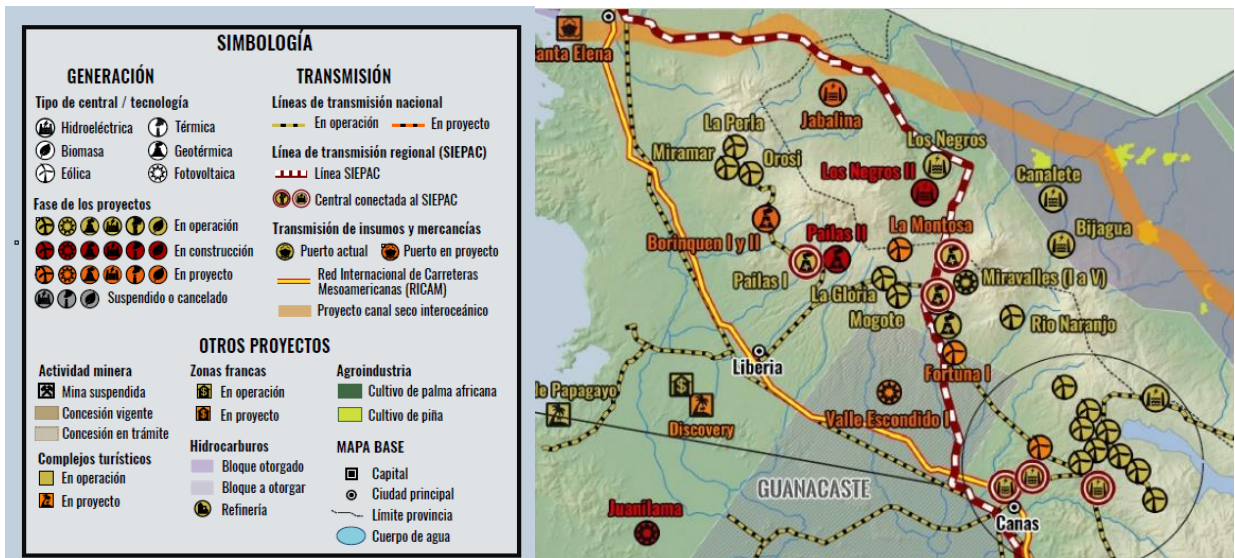 SIMBOLOGÍA
GENERACIÓN
Tipo de central / tecnología
Hidroeléctrica
Térmica
Biomasa
Geotérmica
Eólica
Fotovoltaica
Fase de los proyectos
En operación
En construcción
En proyecto
Suspendido o cancelado
TRANSMISIÓN
Líneas de transmisión nacional
En operación
En proyecto
Línea de transmisión regional (SIEPAC)
Línea SIEPAC
Central conectada al SIEPAC
Transmisión de insumos y mercancías
Puerto actual
Puerto en proyecto
Red Internacional de Carreteras
Mesoamericanas (RICAM)
Proyecto canal seco interoceánico
OTROS PROYECTOS
Actividad minera
Mina suspendida
Concesión vigente
Concesión en trámite
Complejos turísticos
En operación
En proyecto
Zonas francas
En operación
En proyecto
Hidrocarburos
Bloque otorgado
Bloque a otorgar
Refinería
Agroindustria
Cultivo de palma africana
Cultivo de piña
MAPA BASE
Capital
Ciudad principal
Límite provincia
Cuerpo de agua
anta Elena
Jabalina
La Perla
Miramar
Orosi
Los Negros
Los Negros II
Canalete
La Montosa
Bijagua
Borinquen I y II
Pailas II
Pailas I
Miravalles (I a V)
La Gloria
Mogote
Rio Naranjo
Liberia
Fortuna I
de Papagayo
Discovery
Valle Escondido I
GUANACASTE
Juanilama
Canas